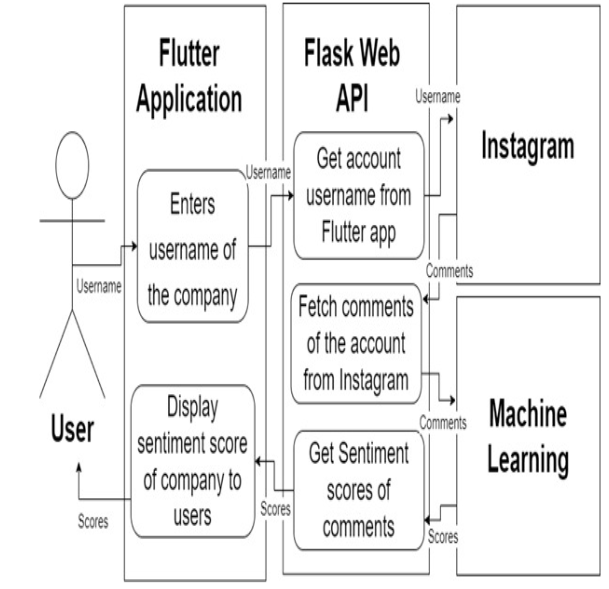 Flutter
Application
Flask Web
API
Instagram
Username
Get account
username from
Flutter app
Username
Enters
username of
the company
Username
Comments
Fetch comments
of the account
from Instagram
Comments
Machine
Learning
Display
sentiment score
of company to
users
Get Sentiment
scores of
comments
User
Scores
Scores
Scores